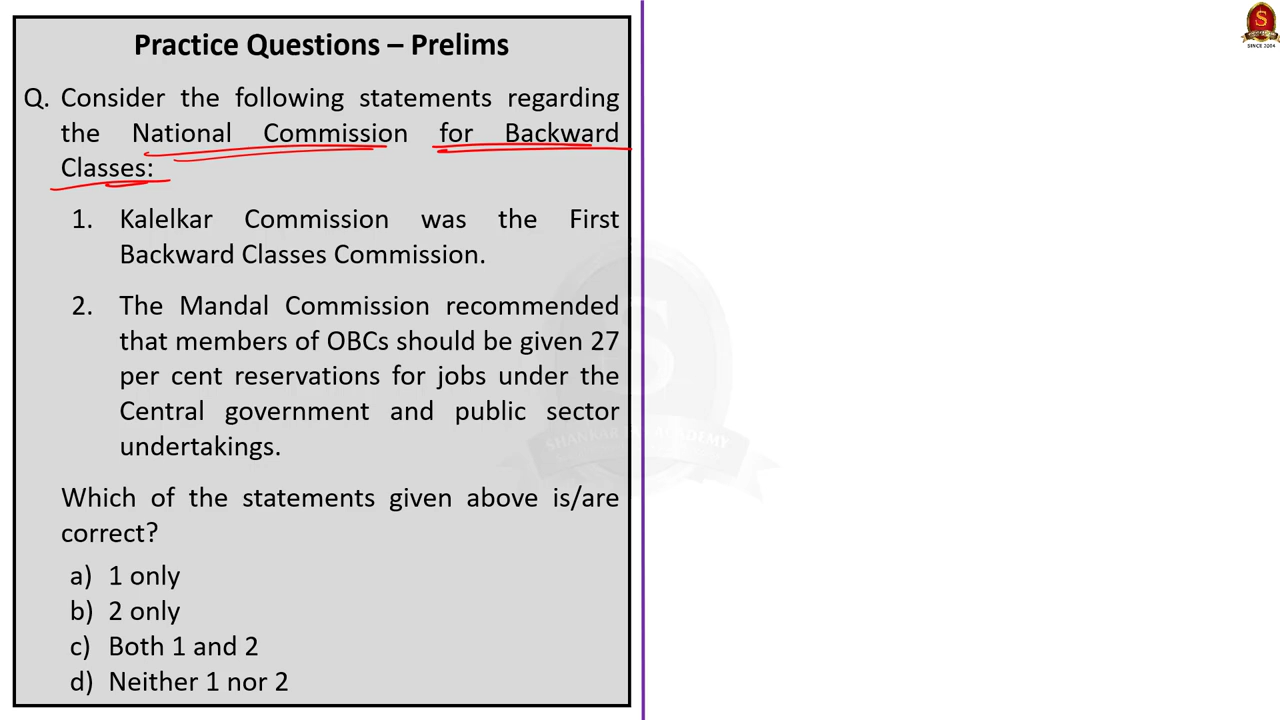 Practice Questions – Prelims
Q. Consider the following statements regarding
the National Commission for Backward
Classes:
1. Kalelkar Commission was the First
Backward Classes Commission.
2. The Mandal Commission recommended
that members of OBCs should be given 27
per cent reservations for jobs under the
Central government and public sector
undertakings.
Which of the statements given above is/are
correct?
a) 1 only
b) 2 only
c) Both 1 and 2
d) Neither 1 nor 2
S
SINCE 2004